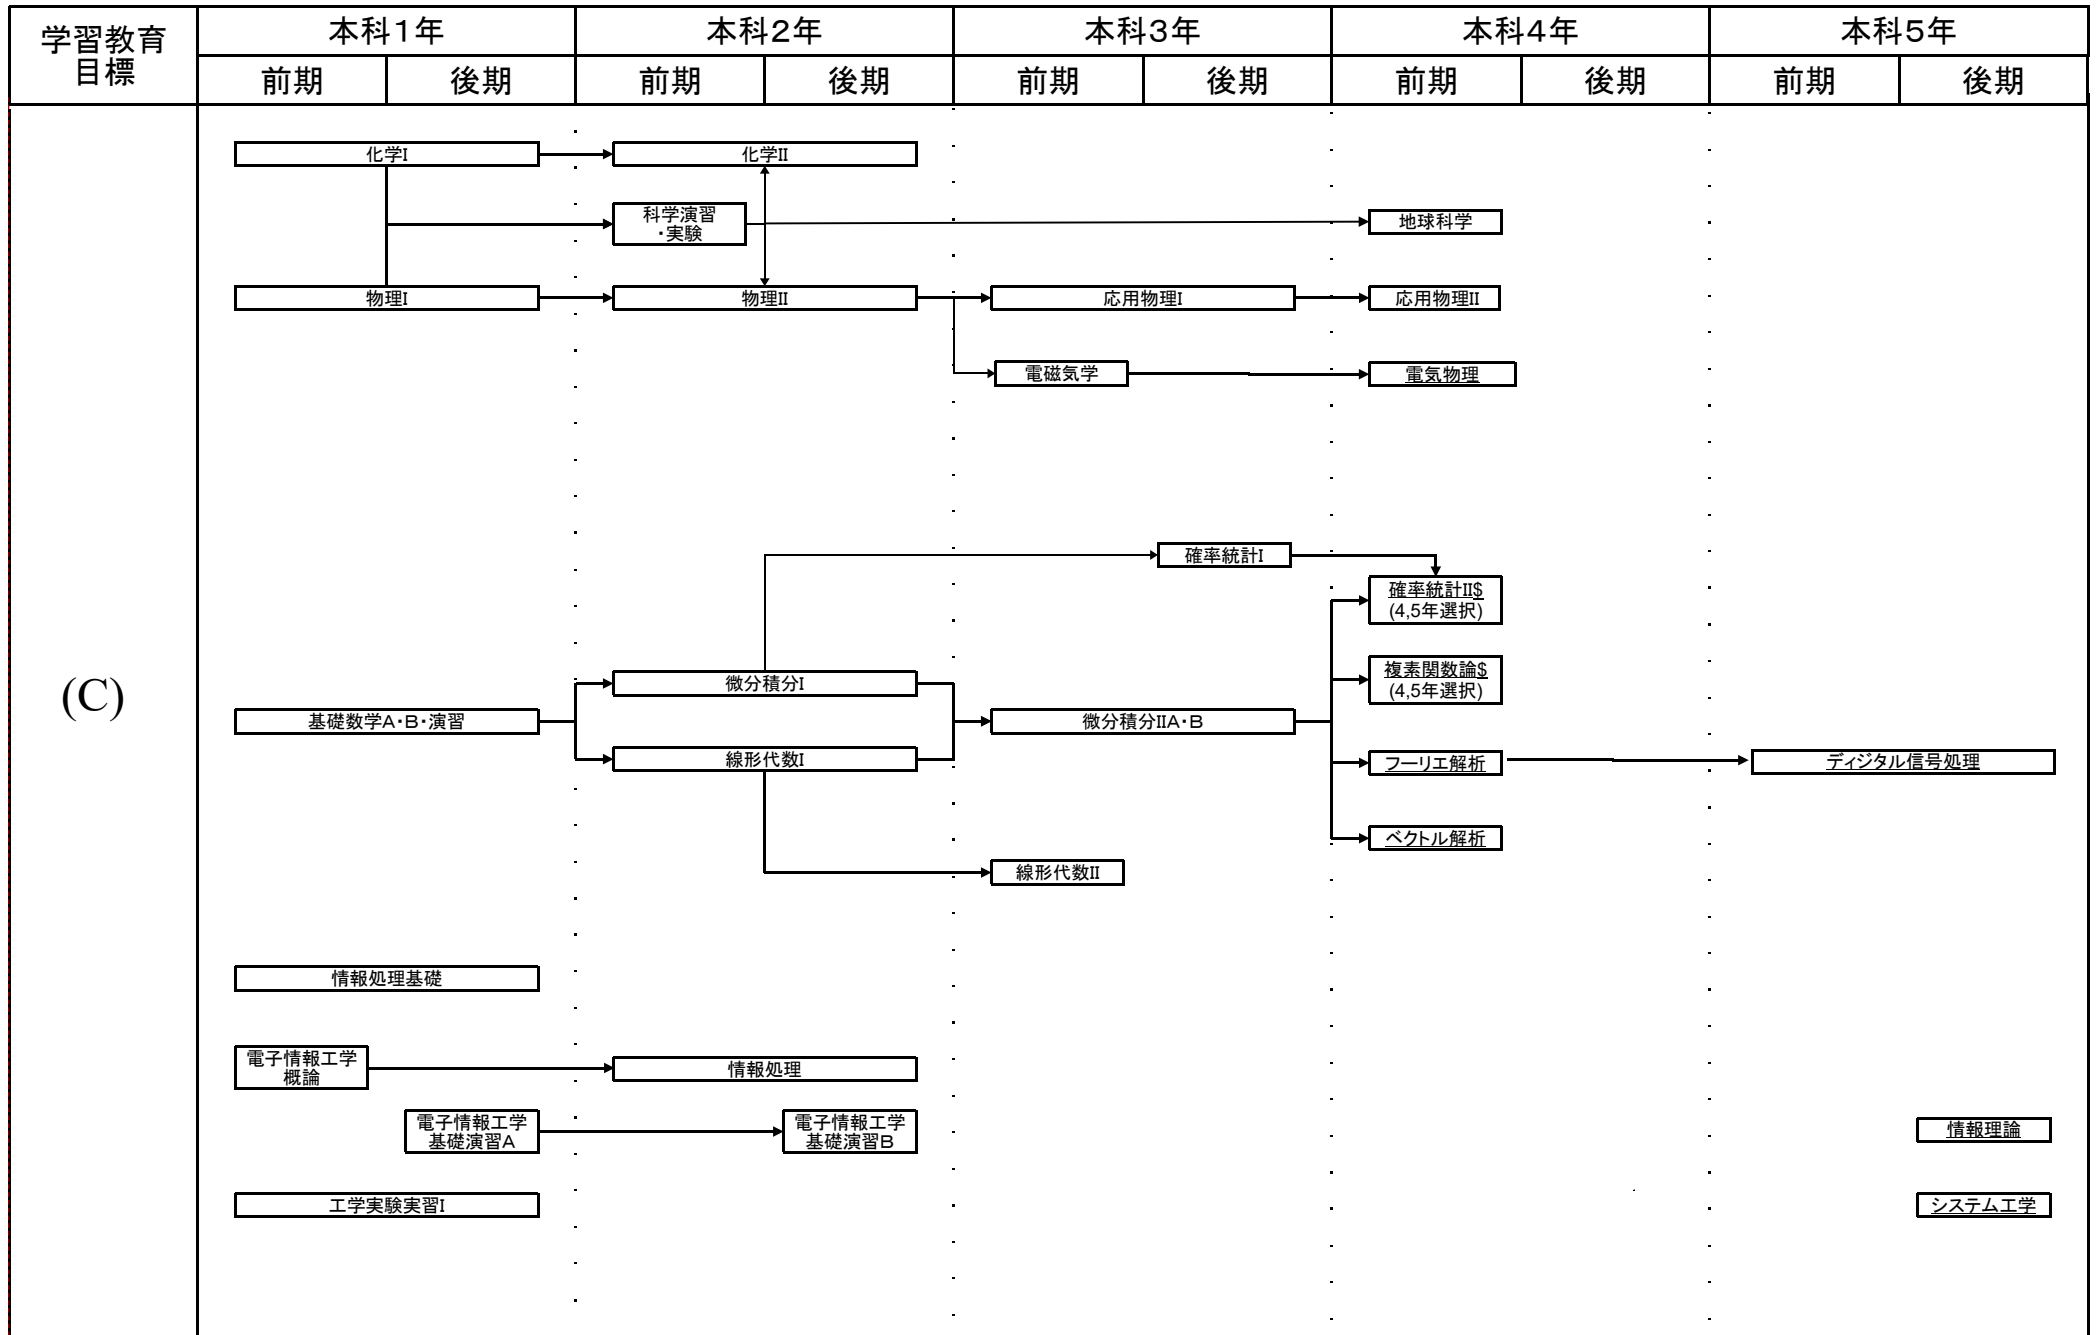 学習教育
目標
本科1年
本科2年
本科3年
本科4年
本科5年
前期
後期
前期
後期
前期
後期
前期
後期
前期
後期
(C)
化学I
化学II
科学演習
・実験
地球科学
物理I
物理II
応用物理I
応用物理II
電磁気学
電気物理
確率統計I
確率統計II$
(4,5年選択)
微分積分I
複素関数論$
(4,5年選択)
基礎数学A・B・演習
微分積分IIA・B
線形代数I
フーリエ解析
ディジタル信号処理
ベクトル解析
線形代数II
情報処理基礎
電子情報工学
概論
情報処理
電子情報工学
基礎演習A
電子情報工学
基礎演習B
情報理論
工学実験実習I
システム工学